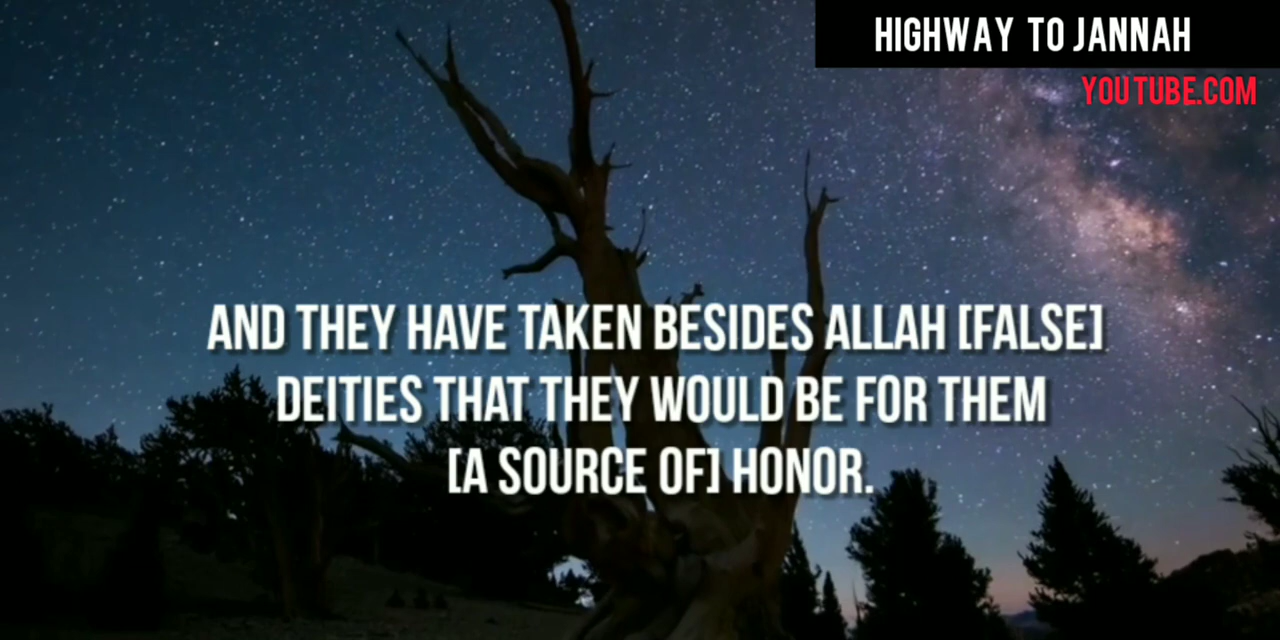 HIGHWAY TO JANNAH
YOUTUBE.COM
AND THEY HAVE TAKEN BESIDES ALLAH [FALSE]
DEITIES THAT THEY WOULD BE FOR THEM
[A SOURCE OF] HONOR.